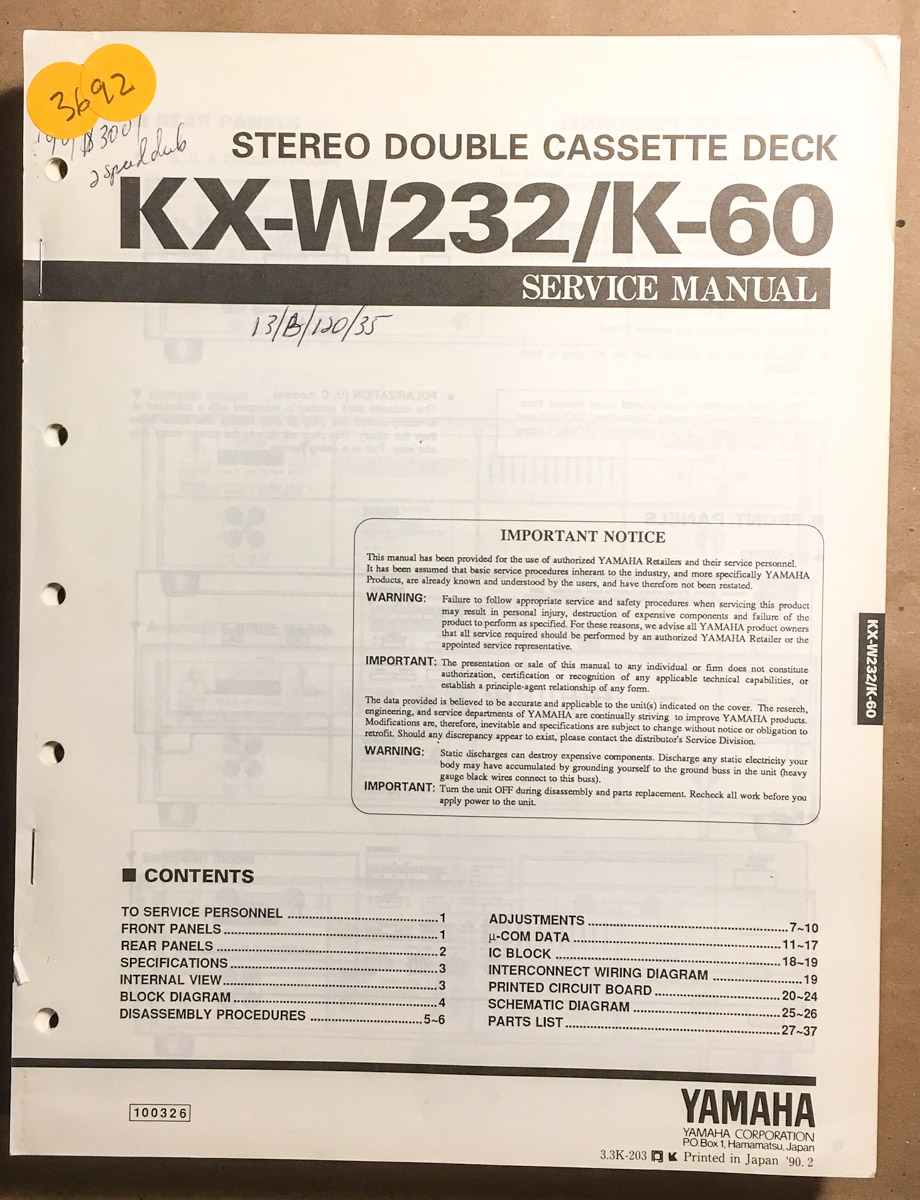 3692
$300
2 speed dub
STEREO DOUBLE CASSETTE DECK
KX-W232/K-60
SERVICE MANUAL
13/B/120/35
IMPORTANT NOTICE
This manual has been provided for the use of authorized YAMAHA Retailers and their service personnel.
It has been assumed that basic service procedures inherant to the industry, and more specifically YAMAHA
Products, are already known and understood by the users, and have therefore not been restated.
WARNING: Failure to follow appropriate service and safety procedures when servicing this product
may result in personal injury, destruction of expensive components and failure of the
product to perform as specified. For these reasons, we advise all YAMAHA product owners
that all service required should be performed by an authorized YAMAHA Retailer or the
appointed service representative.
IMPORTANT: The presentation or sale of this manual to any individual or firm does not constitute
authorization, certification or recognition of any applicable technical capabilities, or
establish a principle-agent relationship of any form.
The data provided is believed to be accurate and applicable to the unit(s) indicated on the cover. The reserch,
engineering, and service departments of YAMAHA are continually striving to improve YAMAHA products.
Modifications are, therefore, inevitable and specifications are subject to change without notice or obligation to
retrofit. Should any discrepancy appear to exist, please contact the distributor's Service Division.
WARNING: Static discharges can destroy expensive components. Discharge any static electricity your
body may have accumulated by grounding yourself to the ground buss in the unit (heavy
gauge black wires connect to this buss).
IMPORTANT: Turn the unit OFF during disassembly and parts replacement. Recheck all work before you
apply power to the unit.
KX-W232/K-60
■ CONTENTS
TO SERVICE PERSONNEL ........ 1
FRONT PANELS ........ 1
REAR PANELS ........ 2
SPECIFICATIONS ........ 3
INTERNAL VIEW ........ 3
BLOCK DIAGRAM ........ 4
DISASSEMBLY PROCEDURES ........ 5~6
ADJUSTMENTS ........ 7~10
μ-COM DATA ........ 11~17
IC BLOCK ........ 18~19
INTERCONNECT WIRING DIAGRAM ........ 19
PRINTED CIRCUIT BOARD ........ 20~24
SCHEMATIC DIAGRAM ........ 25~26
PARTS LIST ........ 27~37
100326
YAMAHA
YAMAHA CORPORATION
P.O.Box 1, Hamamatsu, Japan
3.3K-203 Printed in Japan '90. 2